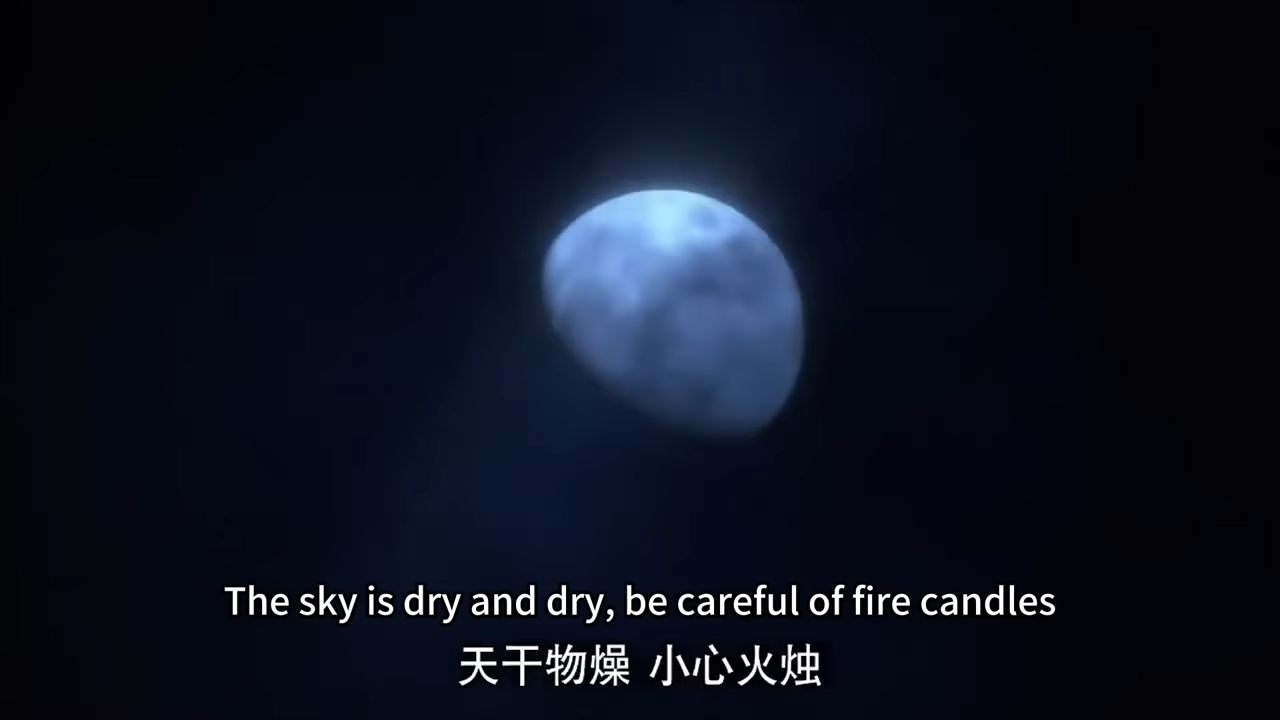 The sky is dry and dry, be careful of fire candles
天干物燥 小心火烛